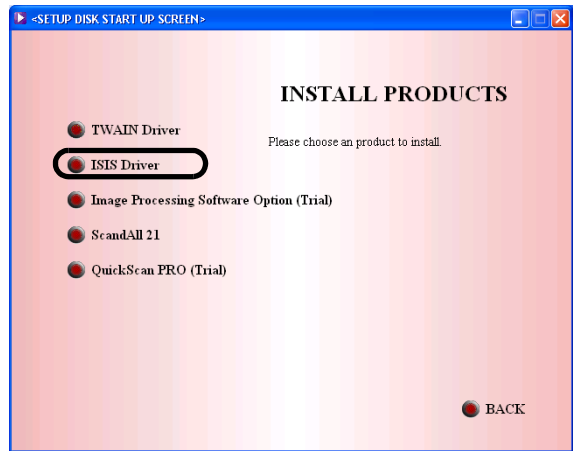 <SETUP DISK START UP SCREEN>
INSTALL PRODUCTS
Please choose an product to install.
TWAIN Driver
ISIS Driver
Image Processing Software Option (Trial)
ScandAll 21
QuickScan PRO (Trial)
BACK